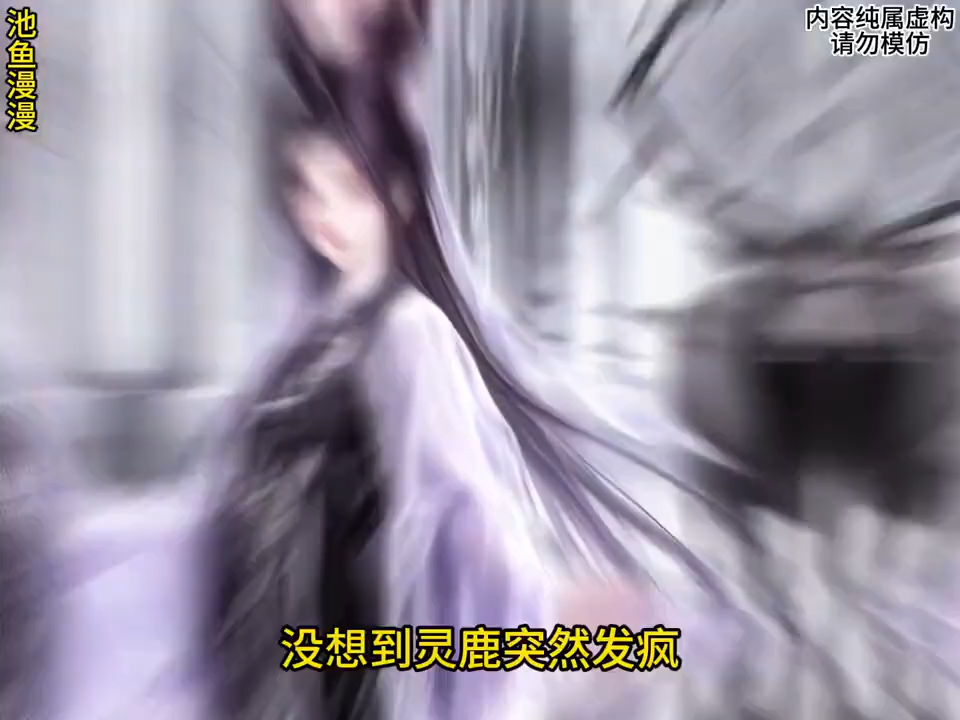 池鱼漫漫
内容纯属虚构
请勿模仿
没想到灵鹿突然发疯